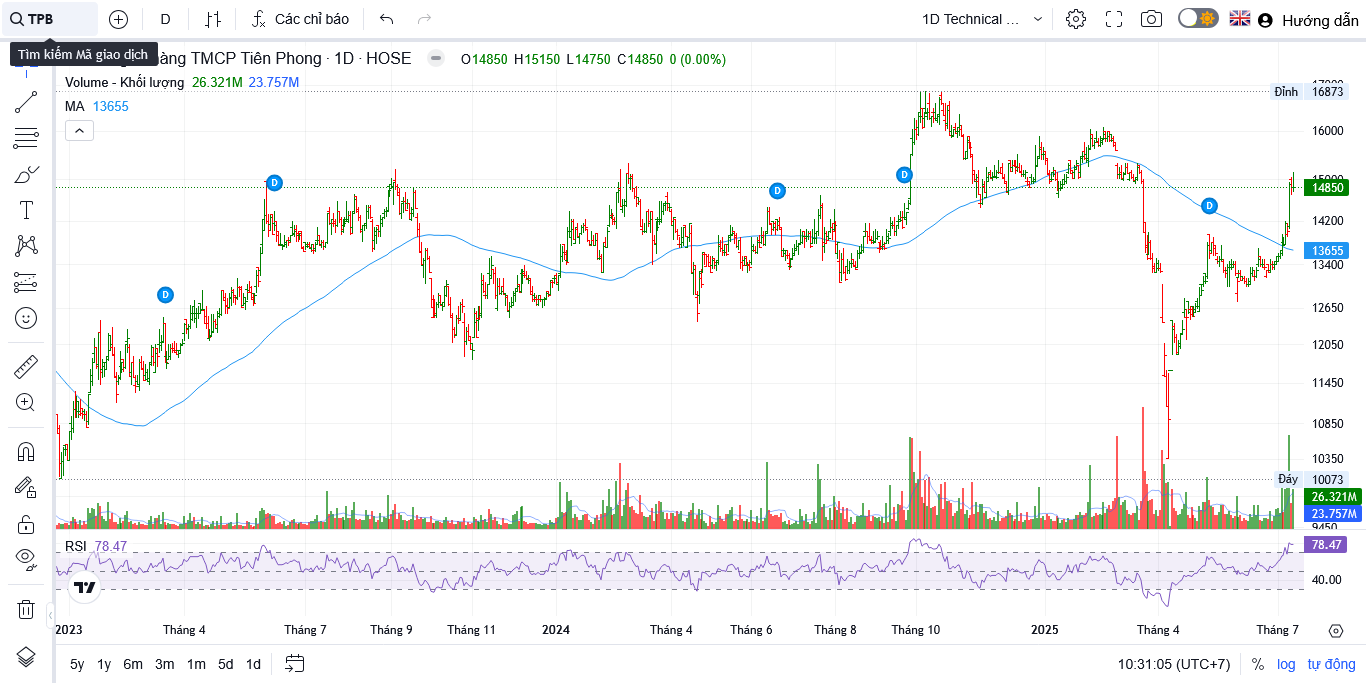 TPB
D
Các chỉ báo
1D Technical ...
Hướng dẫn
Tìm kiếm Mã giao dịch
hàng TMCP Tiên Phong · 1D · HOSE
O14850 H15150 L14750 C14850 0 (0.00%)
Volume - Khối lượng 26.321M 23.757M
MA 13655
Đỉnh 16873
16000
15000
14850
14200
13655
13400
12650
12050
11450
10850
10350
Đáy 10073
26.321M
23.757M
9450
D
D
D
D
D
RSI 78.47
78.47
40.00
2023 Tháng 4 Tháng 7 Tháng 9 Tháng 11 2024 Tháng 4 Tháng 6 Tháng 8 Tháng 10 2025 Tháng 4 Tháng 7
5y 1y 6m 3m 1m 5d 1d
10:31:05 (UTC+7) % log tự động